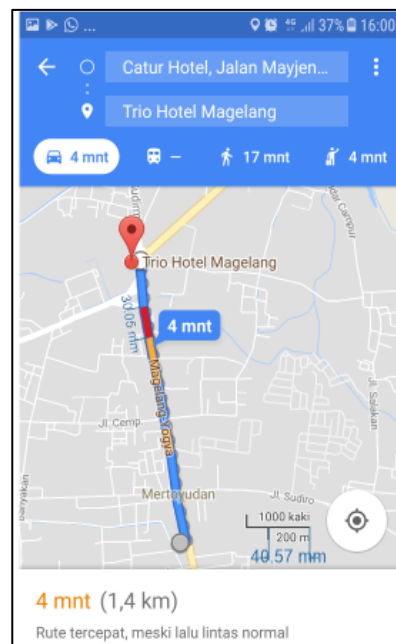 ... 4G 37% 16:00
Catur Hotel, Jalan Mayjen...
Trio Hotel Magelang
4 mnt — 17 mnt 4 mnt
Trio Hotel Magelang
30.05 mm
4 mnt
Magelang-Yogya
Jl. Cemp.
Jl. Salakan
Mertoyudan
Jl. Sudiro
1000 kaki
200 m
40.57 mm
4 mnt (1,4 km)
Rute tercepat, meski lalu lintas normal